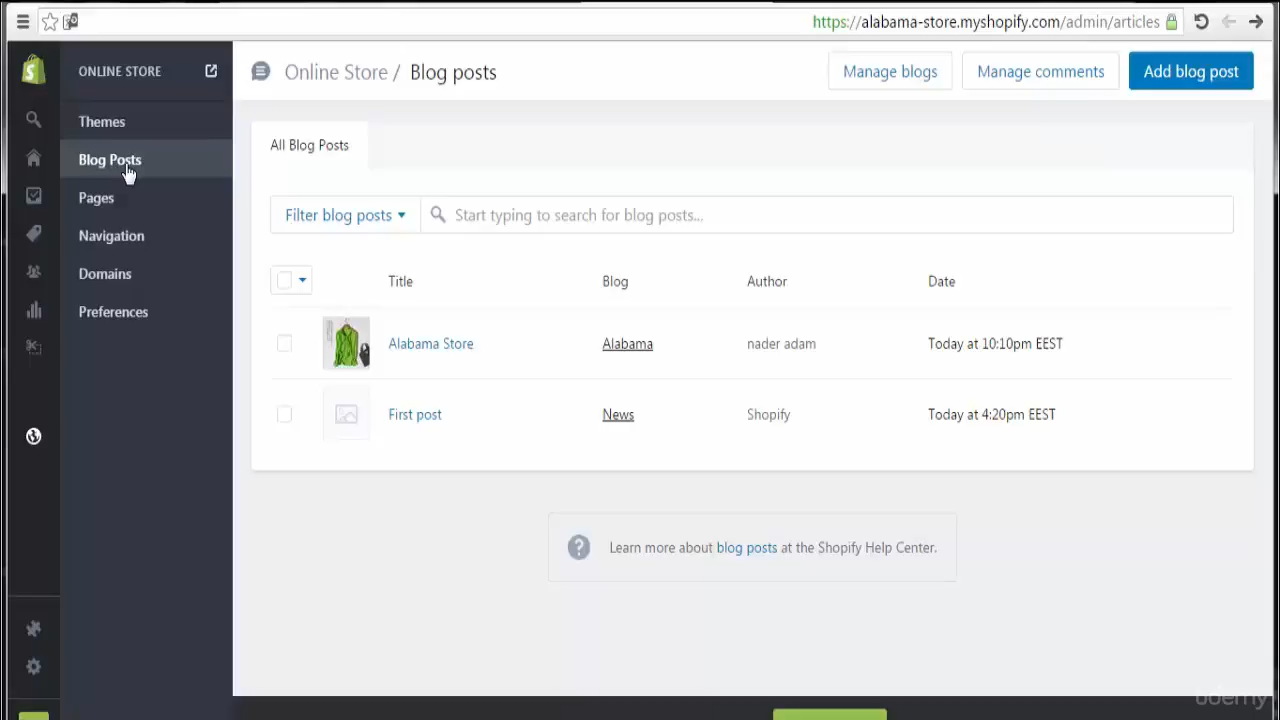 https://alabama-store.myshopify.com/admin/articles
ONLINE STORE
Online Store / Blog posts
Manage blogs
Manage comments
Add blog post
Themes
Blog Posts
Pages
Navigation
Domains
Preferences
All Blog Posts
Filter blog posts
Start typing to search for blog posts...
Title Blog Author Date
Alabama Store Alabama nader adam Today at 10:10pm EEST
First post News Shopify Today at 4:20pm EEST
Learn more about blog posts at the Shopify Help Center.
udemy